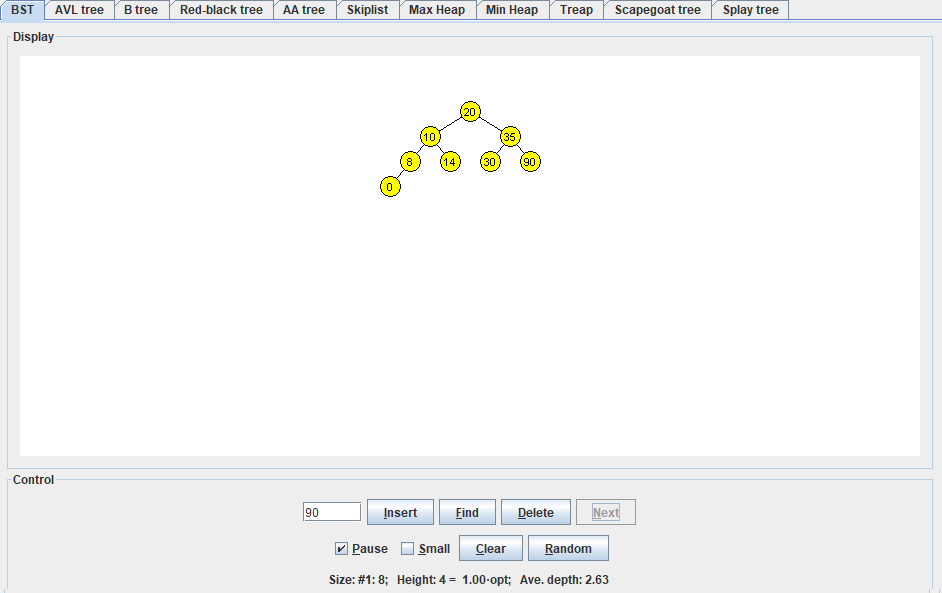 BST AVL tree B tree Red-black tree AA tree Skiplist Max Heap Min Heap Treap Scapegoat tree Splay tree
Display
20
10 35
8 14 30 90
0
Control
90 Insert Find Delete Next
Pause Small Clear Random
Size: #1: 8; Height: 4 = 1.00·opt; Ave. depth: 2.63